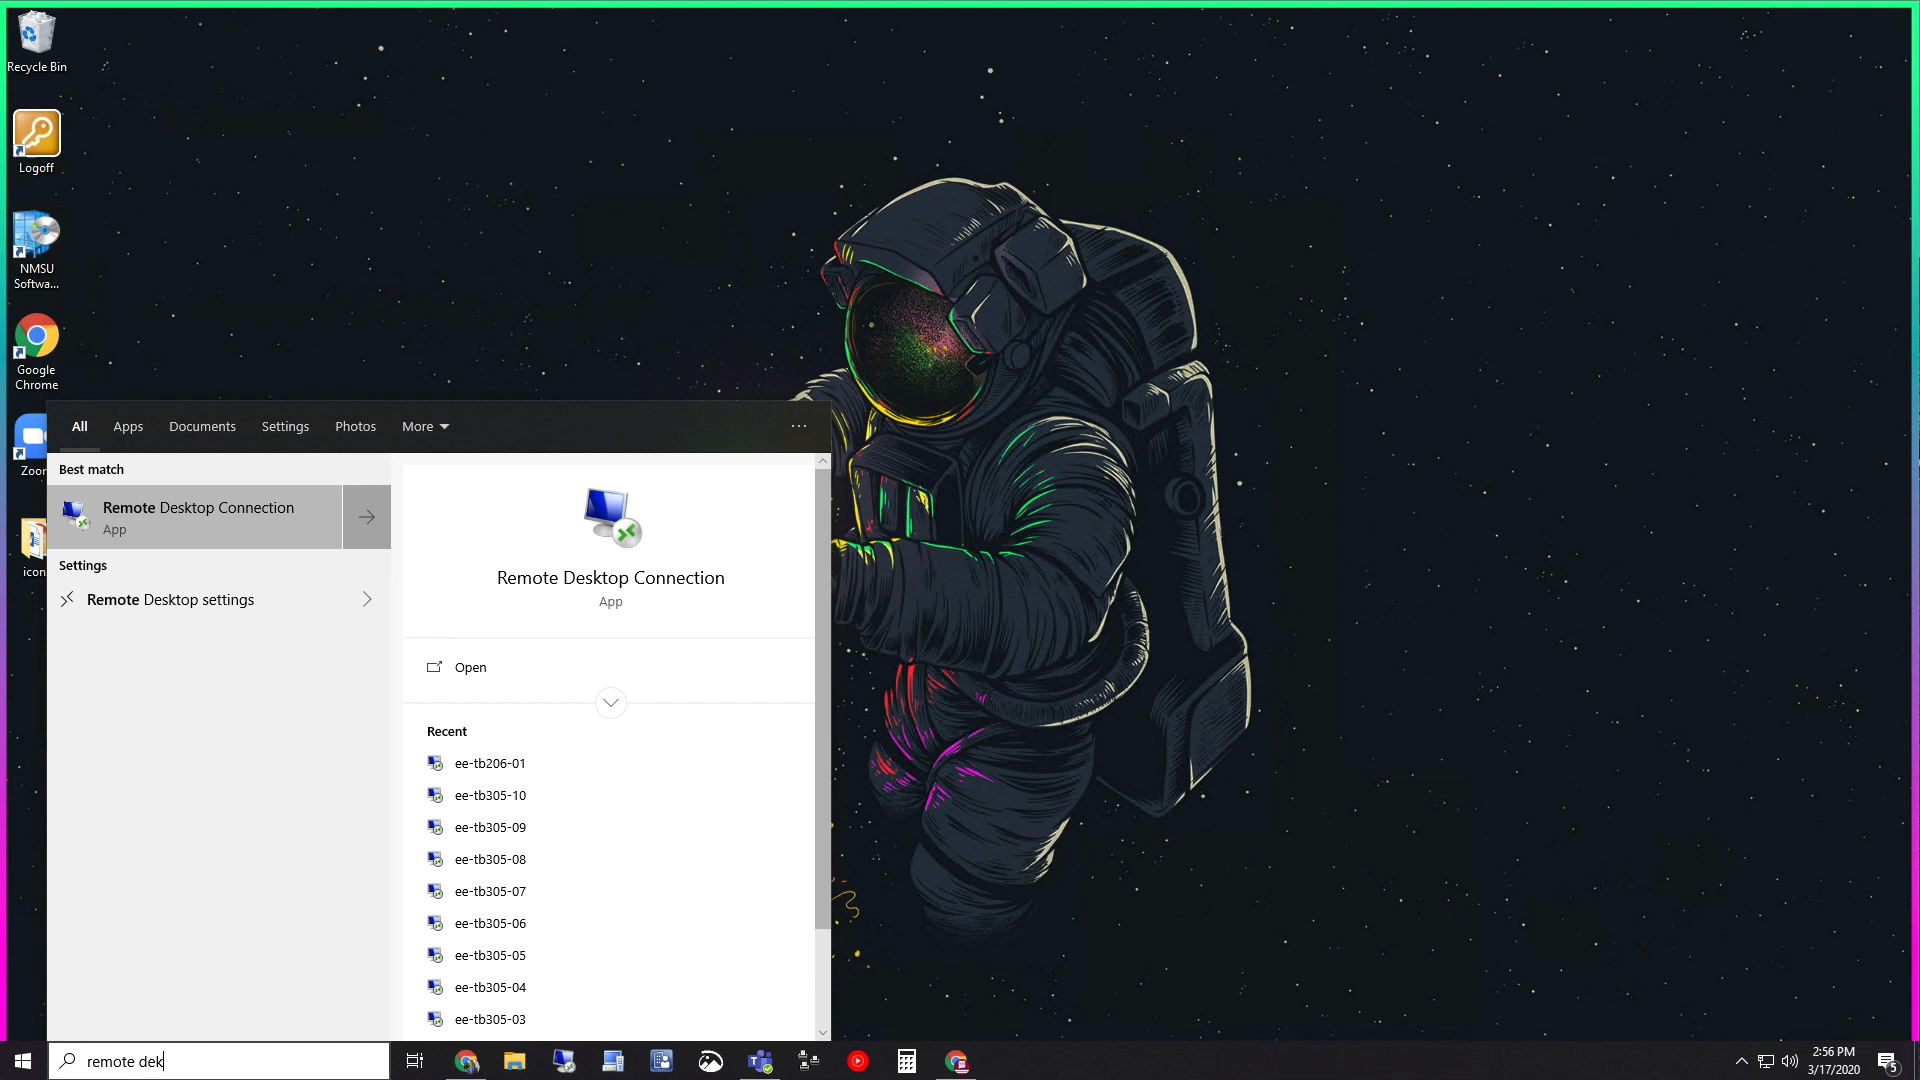 Recycle Bin
Logoff
NMSU
Softwa...
Google
Chrome
Zoom
icon
All
Apps
Documents
Settings
Photos
More
Best match
Remote Desktop Connection
App
Settings
Remote Desktop settings
Remote Desktop Connection
App
Open
Recent
ee-tb206-01
ee-tb305-10
ee-tb305-09
ee-tb305-08
ee-tb305-07
ee-tb305-06
ee-tb305-05
ee-tb305-04
ee-tb305-03
remote dek
2:56 PM
3/17/2020
5